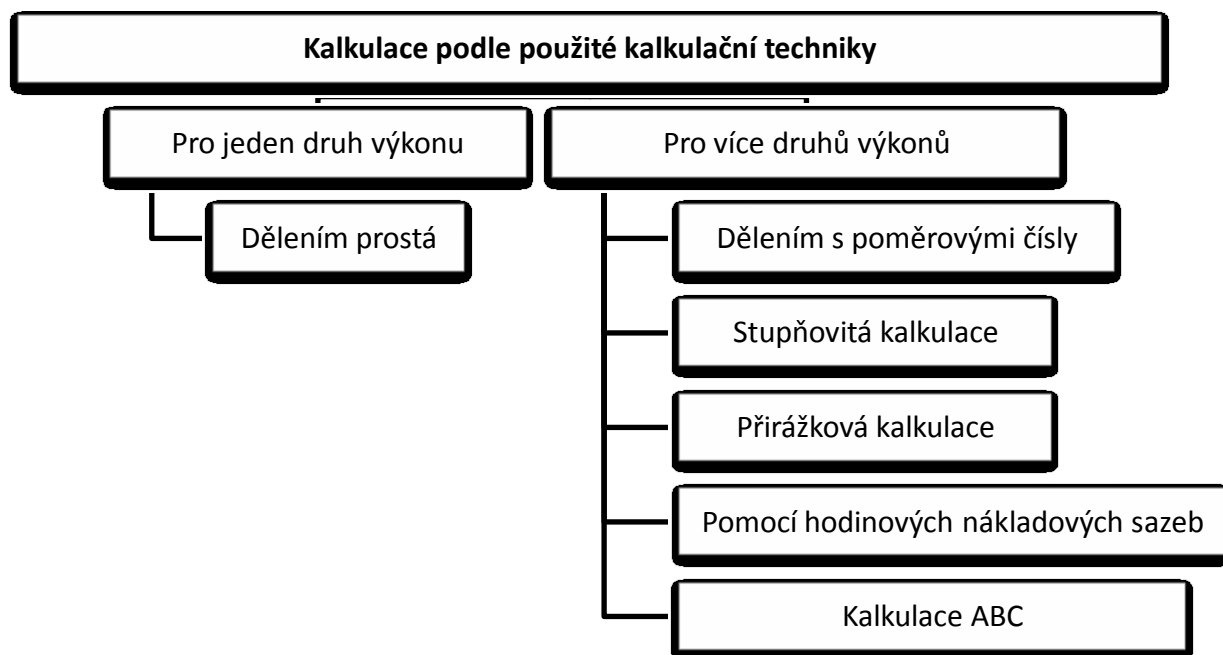 Kalkulace podle použité kalkulační techniky
Pro jeden druh výkonu
Dělením prostá
Pro více druhů výkonů
Dělením s poměrovými čísly
Stupňovitá kalkulace
Přirážková kalkulace
Pomocí hodinových nákladových sazeb
Kalkulace ABC